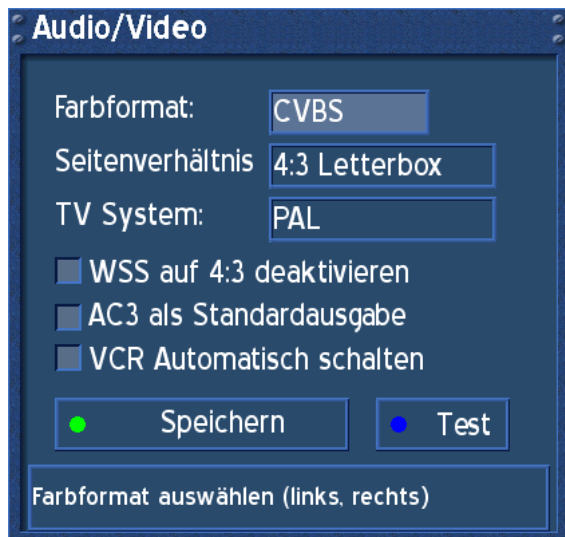 Audio/Video
Farbformat: CVBS
Seitenverhältnis 4:3 Letterbox
TV System: PAL
WSS auf 4:3 deaktivieren
AC3 als Standardausgabe
VCR Automatisch schalten
Speichern Test
Farbformat auswählen (links, rechts)